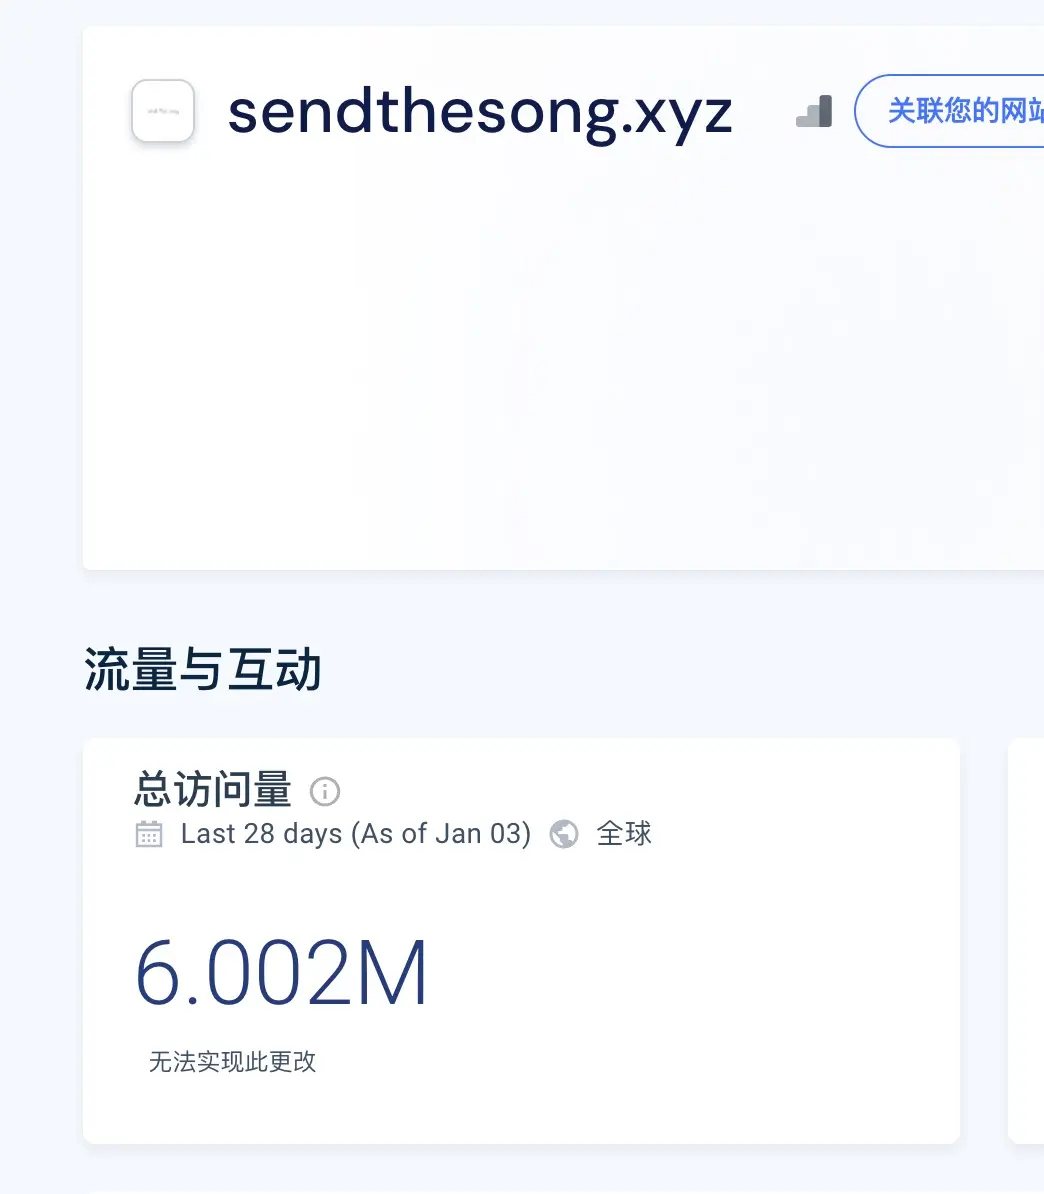 sendthesong.xyz
关联您的网站
流量与互动
总访问量
Last 28 days (As of Jan 03) 全球
6.002M
无法实现此更改